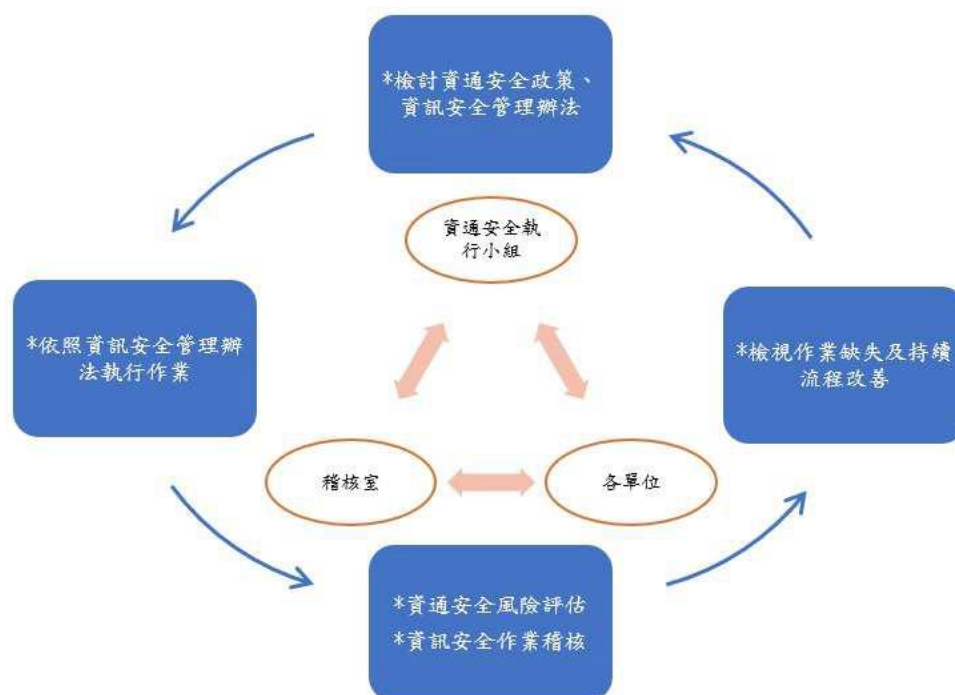 *檢討資通安全政策、
資訊安全管理辦法
資通安全執
行小組
*依照資訊安全管理辦
法執行作業
*檢視作業缺失及持續
流程改善
稽核室
各單位
*資通安全風險評估
*資訊安全作業稽核